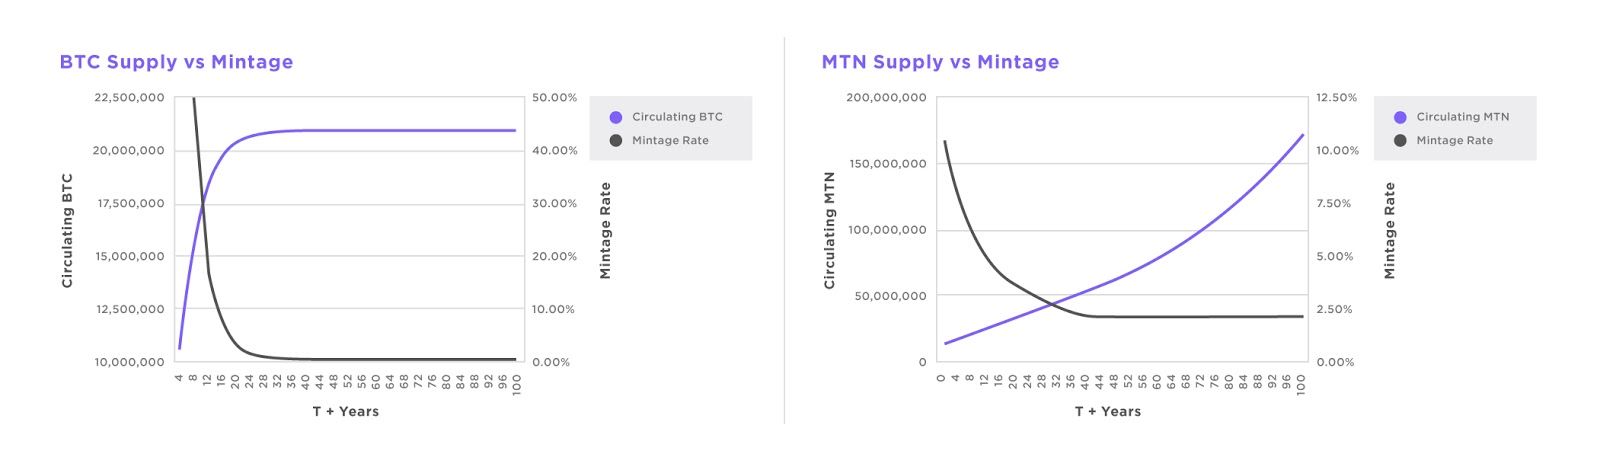 BTC Supply vs Mintage
22,500,000
20,000,000
17,500,000
15,000,000
12,500,000
10,000,000
Circulating BTC
50.00%
40.00%
30.00%
20.00%
10.00%
0.00%
Mintage Rate
4 8 12 16 20 24 28 32 36 40 44 48 52 56 60 64 68 72 76 80 84 88 92 96 100
T + Years
Circulating BTC
Mintage Rate
MTN Supply vs Mintage
200,000,000
150,000,000
100,000,000
50,000,000
0
Circulating MTN
12.50%
10.00%
7.50%
5.00%
2.50%
0.00%
Mintage Rate
0 4 8 12 16 20 24 28 32 36 40 44 48 52 56 60 64 68 72 76 80 84 88 92 96 100
T + Years
Circulating MTN
Mintage Rate